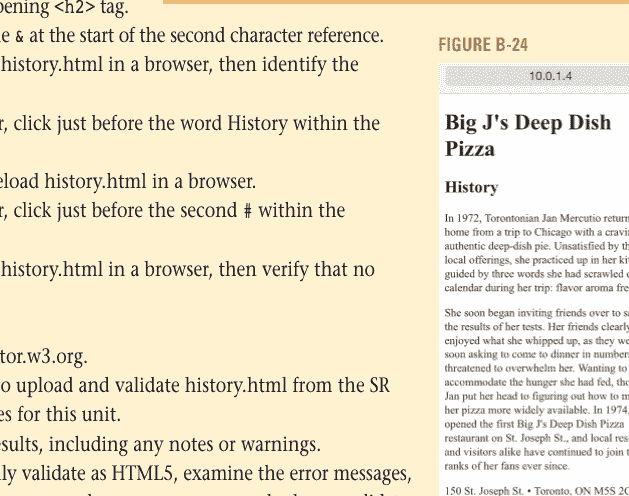 pening <h2> tag.
e & at the start of the second character reference.
history.html in a browser, then identify the
r, click just before the word History within the
eload history.html in a browser.
r, click just before the second # within the
history.html in a browser, then verify that no
tor.w3.org.
o upload and validate history.html from the SR
es for this unit.
esults, including any notes or warnings.
ly validate as HTML5, examine the error messages,
FIGURE B-24
10.0.1.4
Big J's Deep Dish
Pizza
History
In 1972, Torontonian Jan Mercutio return
home from a trip to Chicago with a cravi
authentic deep-dish pie. Unsatisfied by th
local offerings, she practiced up in her kit
guided by three words she had scrawled o
calendar during her trip: flavor aroma fre
She soon began inviting friends over to sa
the results of her tests. Her friends clearly
enjoyed what she whipped up, as they we
soon asking to come to dinner in numbers
threatened to overwhelm her. Wanting to
accommodate the hunger she had fed, tho
Jan put her head to figuring out how to m
her pizza more widely available. In 1974,
opened the first Big J's Deep Dish Pizza
restaurant on St. Joseph St., and local res
and visitors alike have continued to join t
ranks of her fans ever since.
150 St. Joseph St. • Toronto, ON M5S 2C